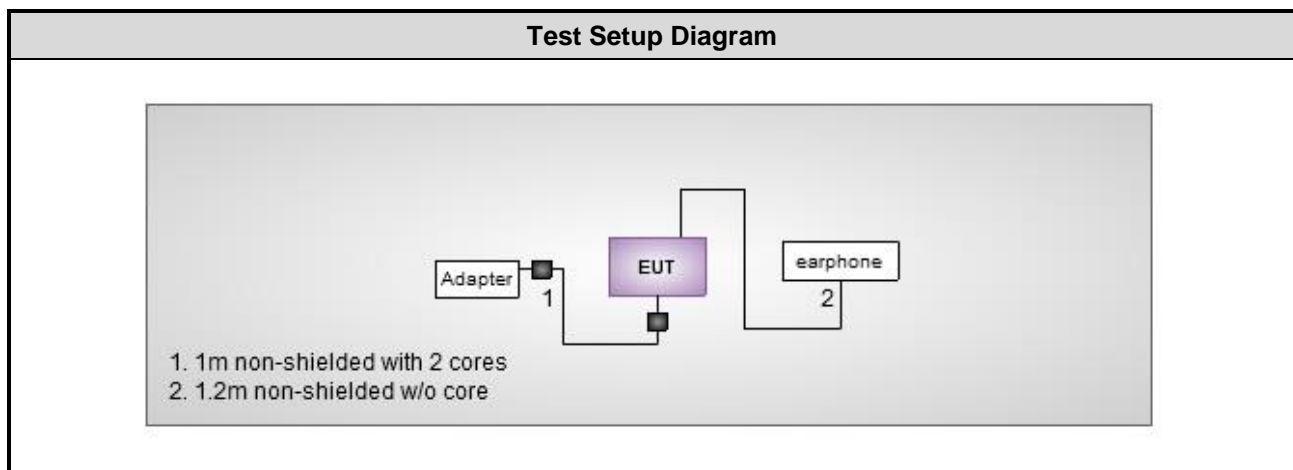 Test Setup Diagram
EUT
earphone
Adapter
1
2
1. 1m non-shielded with 2 cores
2. 1.2m non-shielded w/o core